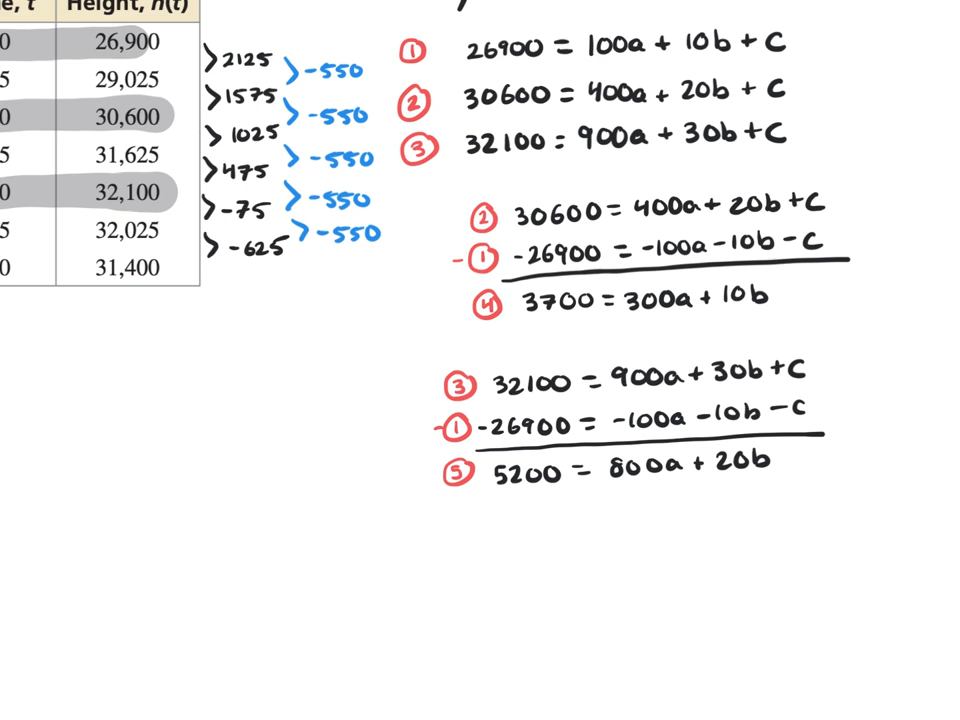 e, t Height, h(t)
0 26,900
5 29,025
0 30,600
5 31,625
0 32,100
5 32,025
0 31,400
> 2125
> 1575
> 1025
> 475
> -75
> -625
> -550
> -550
> -550
> -550
> -550
① 26900 = 100a + 10b + C
② 30600 = 400a + 20b + C
③ 32100 = 900a + 30b + C
② 30600 = 400a + 20b + C
-① -26900 = -100a - 10b - C
④ 3700 = 300a + 10b
③ 32100 = 900a + 30b + C
-① -26900 = -100a - 10b - C
⑤ 5200 = 800a + 20b